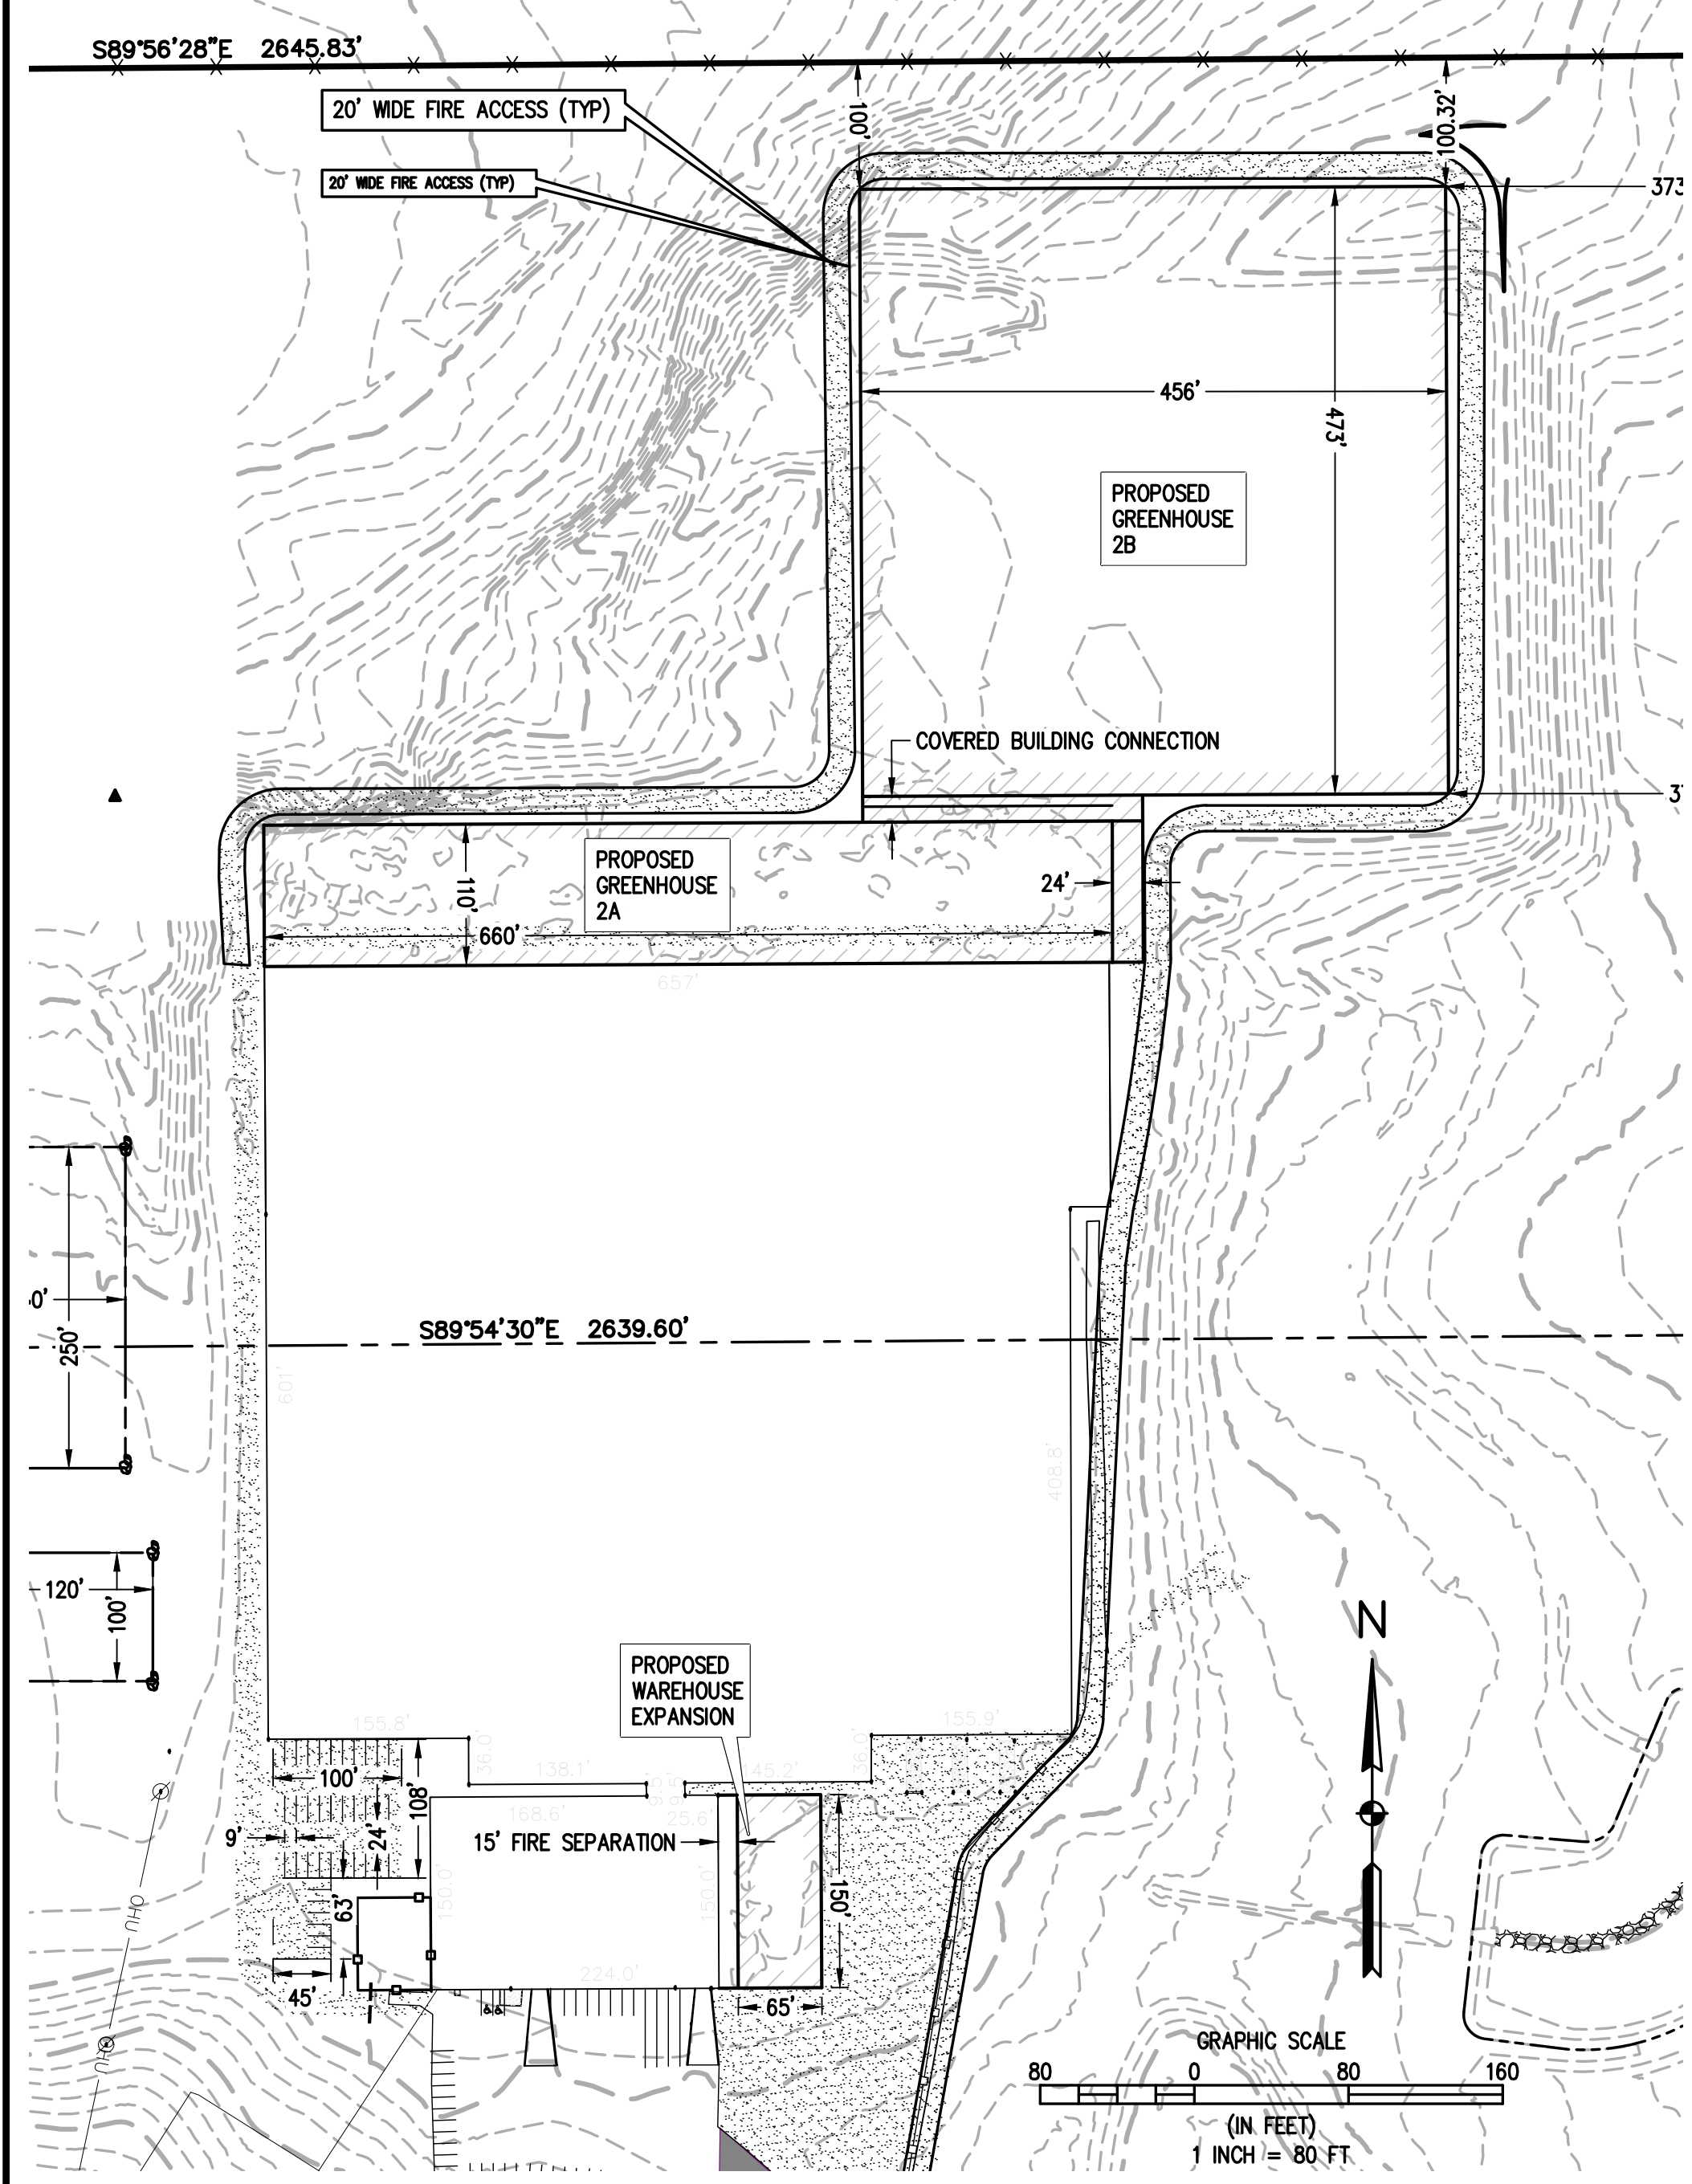 S89°56'28"E 2645.83'
20' WIDE FIRE ACCESS (TYP)
20' WIDE FIRE ACCESS (TYP)
100'
100.32'
373
456'
473'
PROPOSED
GREENHOUSE
2B
COVERED BUILDING CONNECTION
37
PROPOSED
GREENHOUSE
2A
110'
24'
660'
657'
0'
250'
S89°54'30"E 2639.60'
601'
408.8'
120'
100'
N
PROPOSED
WAREHOUSE
EXPANSION
155.8'
36.0'
138.1'
145.2'
36.0'
155.9'
100'
108'
168.6'
25.6'
9'
24'
15' FIRE SEPARATION
63'
150.0'
150.0'
150'
224.0'
45'
65'
OHU
OHU
GRAPHIC SCALE
80 0 80 160
(IN FEET)
1 INCH = 80 FT